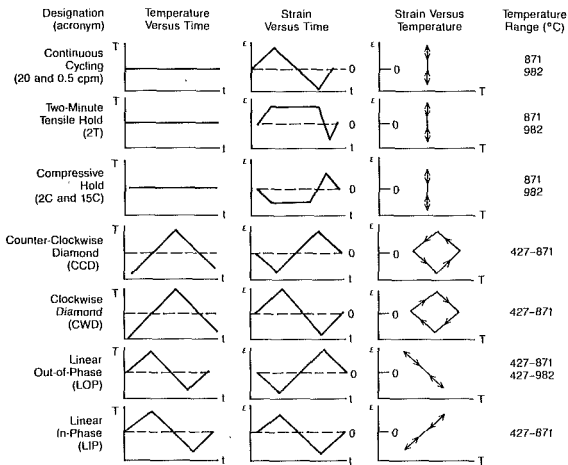 Designation
(acronym)
Temperature
Versus Time
Strain
Versus Time
Strain Versus
Temperature
Temperature
Range (°C)
Continuous
Cycling
(20 and 0.5 cpm)
T
t
ε
0
t
ε
0
T
871
982
Two-Minute
Tensile Hold
(2T)
T
t
ε
0
t
ε
0
T
871
982
Compressive
Hold
(2C and 15C)
T
t
ε
0
t
ε
0
T
871
982
Counter-Clockwise
Diamond
(CCD)
T
t
ε
0
t
ε
0
T
427-871
Clockwise
Diamond
(CWD)
T
t
ε
0
t
ε
0
T
427-871
Linear
Out-of-Phase
(LOP)
T
t
ε
0
t
ε
0
T
427-871
427-982
Linear
In-Phase
(LIP)
T
t
ε
0
t
ε
0
T
427-871